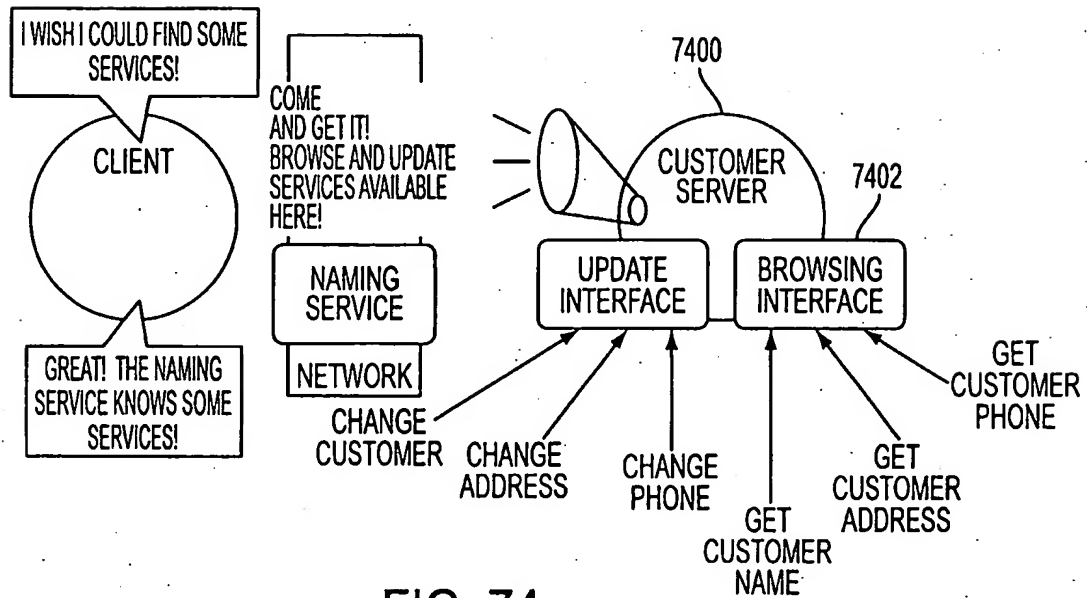 I WISH I COULD FIND SOME
SERVICES!
CLIENT
GREAT! THE NAMING
SERVICE KNOWS SOME
SERVICES!
COME
AND GET IT!
BROWSE AND UPDATE
SERVICES AVAILABLE
HERE!
NAMING
SERVICE
NETWORK
7400
CUSTOMER
SERVER
7402
UPDATE
INTERFACE
BROWSING
INTERFACE
CHANGE
CUSTOMER
CHANGE
ADDRESS
CHANGE
PHONE
GET
CUSTOMER
NAME
GET
CUSTOMER
ADDRESS
GET
CUSTOMER
PHONE
FIG. 74